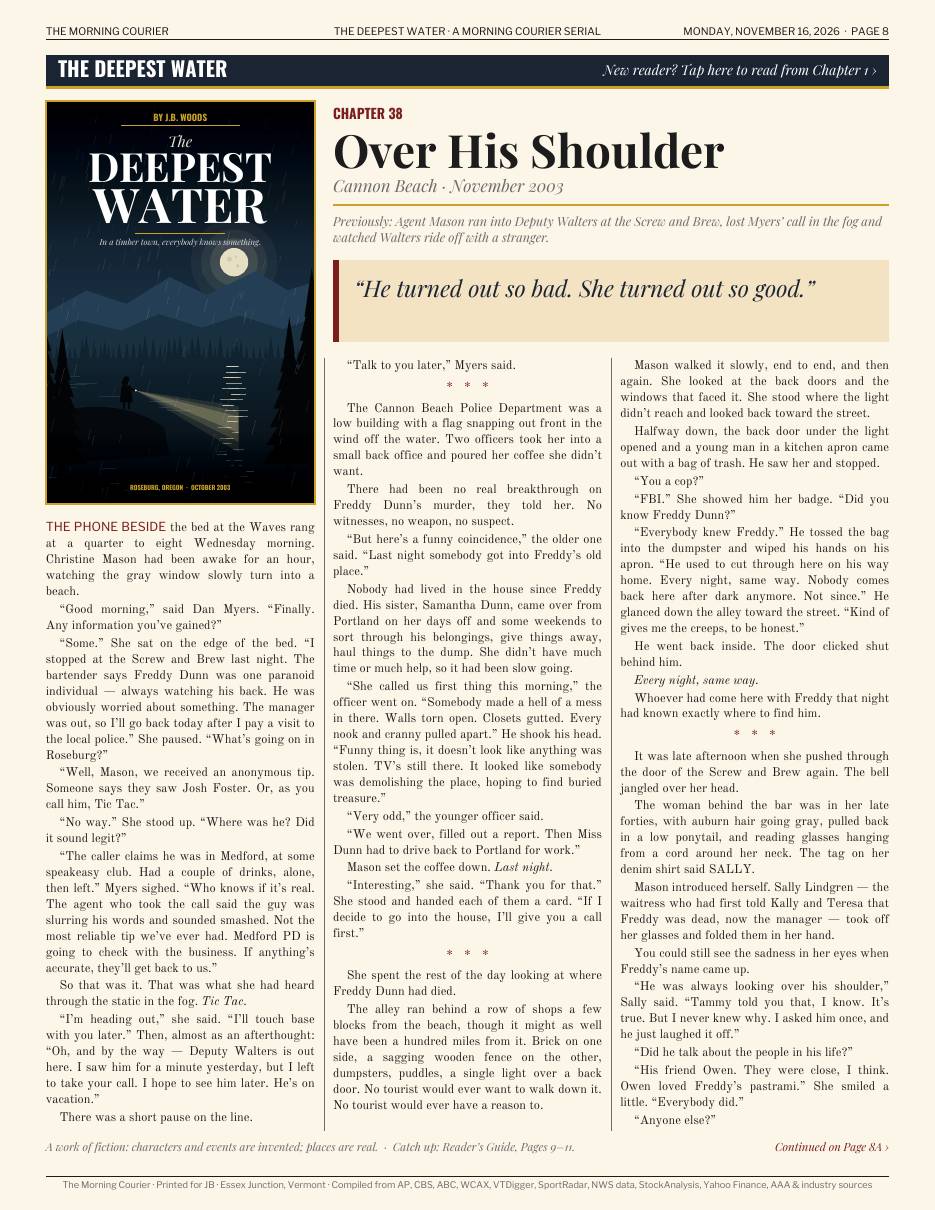 THE MORNING COURIER
THE DEEPEST WATER · A MORNING COURIER SERIAL
MONDAY, NOVEMBER 16, 2026 · PAGE 8
THE DEEPEST WATER
New reader? Tap here to read from Chapter 1 ›
BY J.B. WOODS
The
DEEPEST
WATER
In a timber town, everybody knows something.
ROSEBURG, OREGON · OCTOBER 2003
CHAPTER 38
Over His Shoulder
Cannon Beach · November 2003
Previously: Agent Mason ran into Deputy Walters at the Screw and Brew, lost Myers’ call in the fog and
watched Walters ride off with a stranger.
“He turned out so bad. She turned out so good.”
THE PHONE BESIDE the bed at the Waves rang
at a quarter to eight Wednesday morning.
Christine Mason had been awake for an hour,
watching the gray window slowly turn into a
beach.
“Good morning,” said Dan Myers. “Finally.
Any information you’ve gained?”
“Some.” She sat on the edge of the bed. “I
stopped at the Screw and Brew last night. The
bartender says Freddy Dunn was one paranoid
individual — always watching his back. He was
obviously worried about something. The manager
was out, so I’ll go back today after I pay a visit to
the local police.” She paused. “What’s going on in
Roseburg?”
“Well, Mason, we received an anonymous tip.
Someone says they saw Josh Foster. Or, as you
call him, Tic Tac.”
“No way.” She stood up. “Where was he? Did
it sound legit?”
“The caller claims he was in Medford, at some
speakeasy club. Had a couple of drinks, alone,
then left.” Myers sighed. “Who knows if it’s real.
The agent who took the call said the guy was
slurring his words and sounded smashed. Not the
most reliable tip we’ve ever had. Medford PD is
going to check with the business. If anything’s
accurate, they’ll get back to us.”
So that was it. That was what she had heard
through the static in the fog. Tic Tac.
“I’m heading out,” she said. “I’ll touch base
with you later.” Then, almost as an afterthought:
“Oh, and by the way — Deputy Walters is out
here. I saw him for a minute yesterday, but I left
to take your call. I hope to see him later. He’s on
vacation.”
There was a short pause on the line.
“Talk to you later,” Myers said.
* * *
The Cannon Beach Police Department was a
low building with a flag snapping out front in the
wind off the water. Two officers took her into a
small back office and poured her coffee she didn’t
want.
There had been no real breakthrough on
Freddy Dunn’s murder, they told her. No
witnesses, no weapon, no suspect.
“But here’s a funny coincidence,” the older one
said. “Last night somebody got into Freddy’s old
place.”
Nobody had lived in the house since Freddy
died. His sister, Samantha Dunn, came over from
Portland on her days off and some weekends to
sort through his belongings, give things away,
haul things to the dump. She didn’t have much
time or much help, so it had been slow going.
“She called us first thing this morning,” the
officer went on. “Somebody made a hell of a mess
in there. Walls torn open. Closets gutted. Every
nook and cranny pulled apart.” He shook his head.
“Funny thing is, it doesn’t look like anything was
stolen. TV’s still there. It looked like somebody
was demolishing the place, hoping to find buried
treasure.”
“Very odd,” the younger officer said.
“We went over, filled out a report. Then Miss
Dunn had to drive back to Portland for work.”
Mason set the coffee down. Last night.
“Interesting,” she said. “Thank you for that.”
She stood and handed each of them a card. “If I
decide to go into the house, I’ll give you a call
first.”
* * *
She spent the rest of the day looking at where
Freddy Dunn had died.
The alley ran behind a row of shops a few
blocks from the beach, though it might as well
have been a hundred miles from it. Brick on one
side, a sagging wooden fence on the other,
dumpsters, puddles, a single light over a back
door. No tourist would ever want to walk down it.
No tourist would ever have a reason to.
Mason walked it slowly, end to end, and then
again. She looked at the back doors and the
windows that faced it. She stood where the light
didn’t reach and looked back toward the street.
Halfway down, the back door under the light
opened and a young man in a kitchen apron came
out with a bag of trash. He saw her and stopped.
“You a cop?”
“FBI.” She showed him her badge. “Did you
know Freddy Dunn?”
“Everybody knew Freddy.” He tossed the bag
into the dumpster and wiped his hands on his
apron. “He used to cut through here on his way
home. Every night, same way. Nobody comes
back here after dark anymore. Not since.” He
glanced down the alley toward the street. “Kind of
gives me the creeps, to be honest.”
He went back inside. The door clicked shut
behind him.
Every night, same way.
Whoever had come here with Freddy that night
had known exactly where to find him.
* * *
It was late afternoon when she pushed through
the door of the Screw and Brew again. The bell
jangled over her head.
The woman behind the bar was in her late
forties, with auburn hair going gray, pulled back
in a low ponytail, and reading glasses hanging
from a cord around her neck. The tag on her
denim shirt said SALLY.
Mason introduced herself. Sally Lindgren — the
waitress who had first told Kally and Teresa that
Freddy was dead, now the manager — took off
her glasses and folded them in her hand.
You could still see the sadness in her eyes when
Freddy’s name came up.
“He was always looking over his shoulder,”
Sally said. “Tammy told you that, I know. It’s
true. But I never knew why. I asked him once, and
he just laughed it off.”
“Did he talk about the people in his life?”
“His friend Owen. They were close, I think.
Owen loved Freddy’s pastrami.” She smiled a
little. “Everybody did.”
“Anyone else?”
A work of fiction: characters and events are invented; places are real. · Catch up: Reader’s Guide, Pages 9–11.
Continued on Page 8A ›
The Morning Courier · Printed for JB · Essex Junction, Vermont · Compiled from AP, CBS, ABC, WCAX, VTDigger, SportRadar, NWS data, StockAnalysis, Yahoo Finance, AAA & industry sources